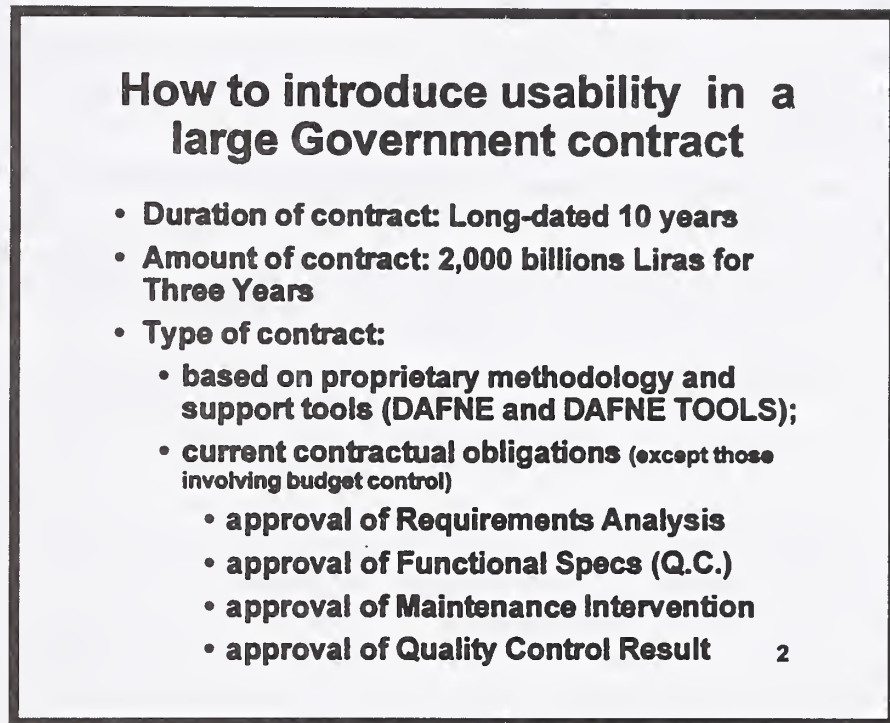 How to introduce usability in a
large Government contract
• Duration of contract: Long-dated 10 years
• Amount of contract: 2,000 billions Liras for
Three Years
• Type of contract:
• based on proprietary methodology and
support tools (DAFNE and DAFNE TOOLS);
• current contractual obligations (except those
involving budget control)
• approval of Requirements Analysis
• approval of Functional Specs (Q.C.)
• approval of Maintenance Intervention
• approval of Quality Control Result 2